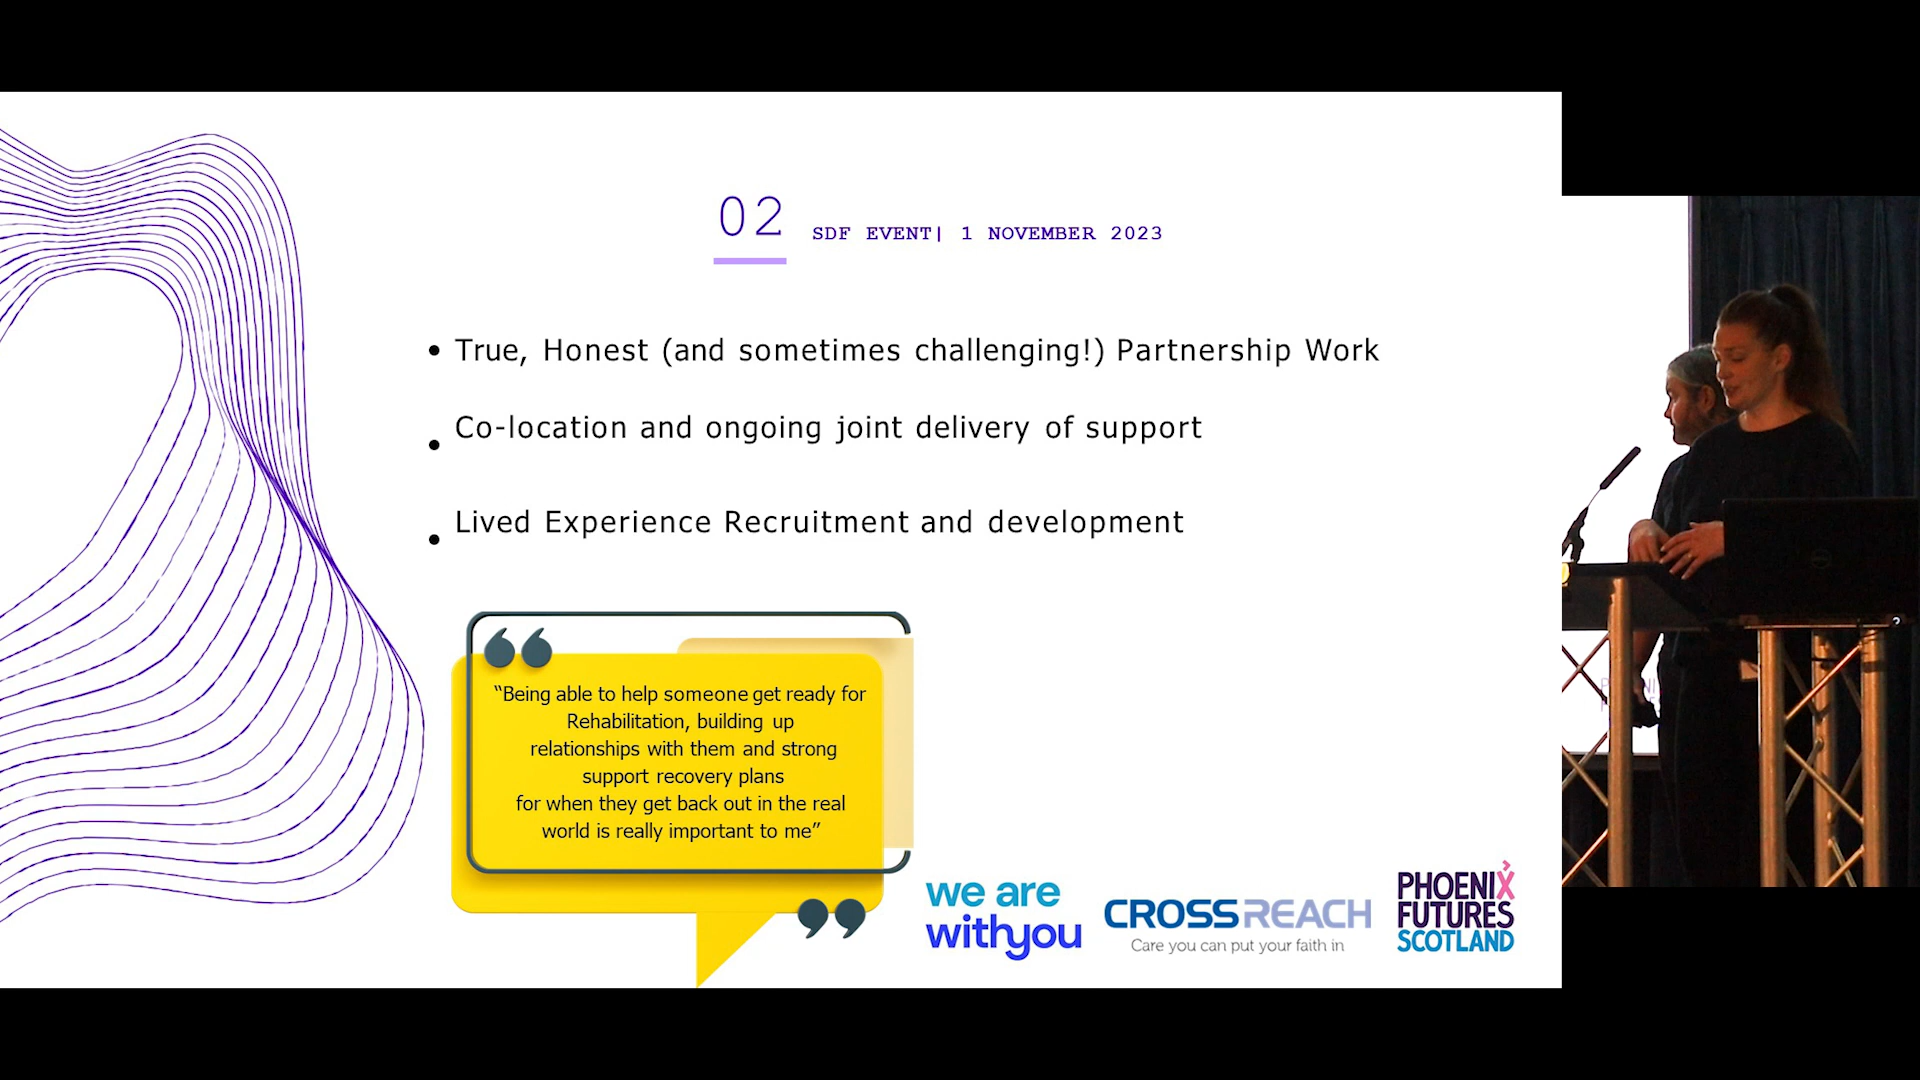 02
SDF EVENT| 1 NOVEMBER 2023
• True, Honest (and sometimes challenging!) Partnership Work
• Co-location and ongoing joint delivery of support
• Lived Experience Recruitment and development
“Being able to help someone get ready for
Rehabilitation, building up
relationships with them and strong
support recovery plans
for when they get back out in the real
world is really important to me”
we are
withyou
CROSSREACH
Care you can put your faith in
PHOENIX
FUTURES
SCOTLAND